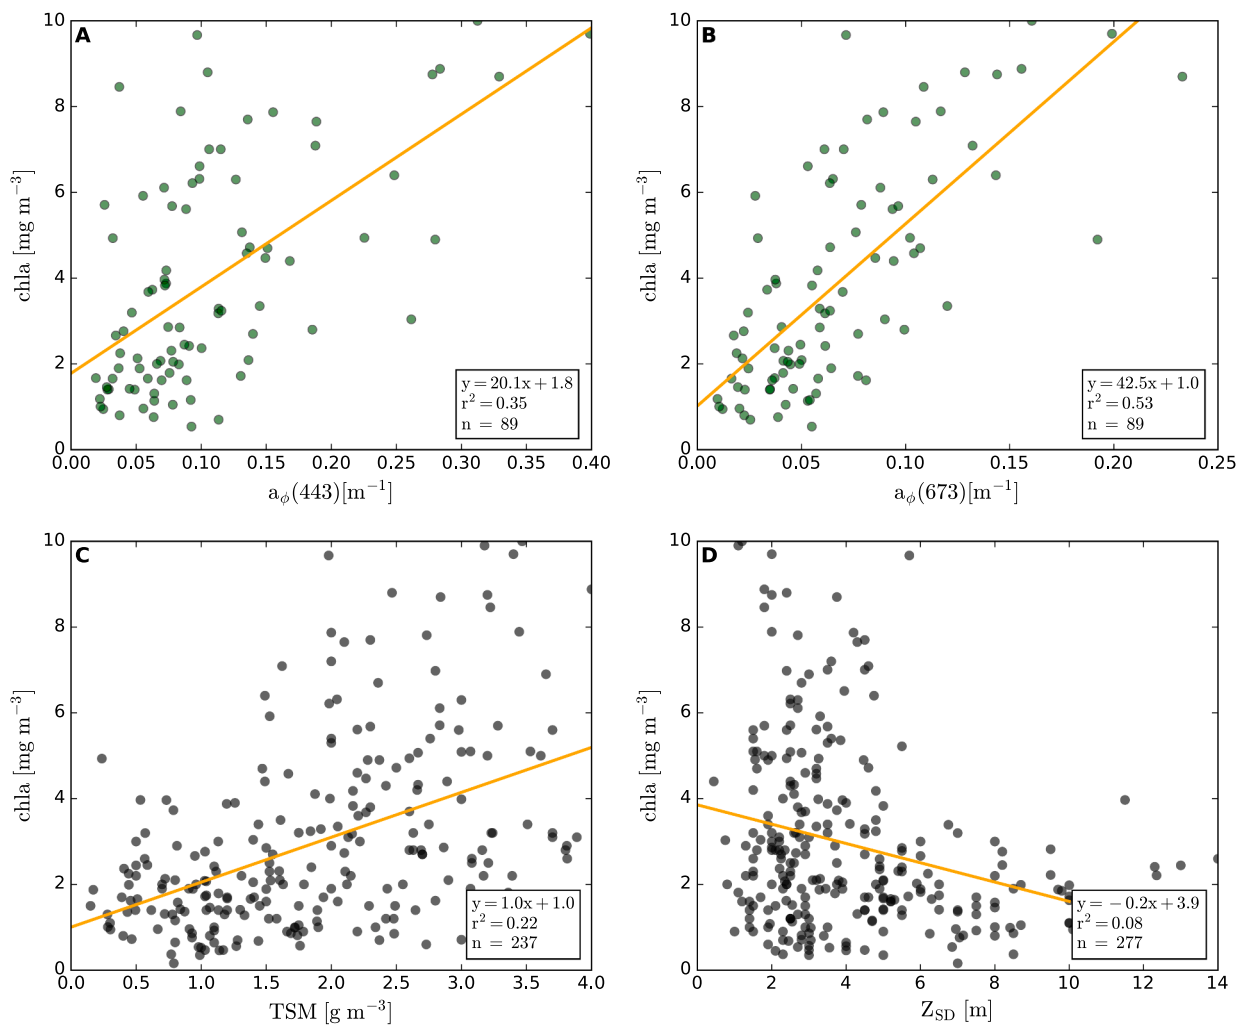 A
10
8
6
4
2
0
chla [mg m⁻³]
0.00 0.05 0.10 0.15 0.20 0.25 0.30 0.35 0.40
a_ϕ(443)[m⁻¹]
y = 20.1x + 1.8
r² = 0.35
n = 89
B
10
8
6
4
2
0
chla [mg m⁻³]
0.00 0.05 0.10 0.15 0.20 0.25
a_ϕ(673)[m⁻¹]
y = 42.5x + 1.0
r² = 0.53
n = 89
C
10
8
6
4
2
0
chla [mg m⁻³]
0.0 0.5 1.0 1.5 2.0 2.5 3.0 3.5 4.0
TSM [g m⁻³]
y = 1.0x + 1.0
r² = 0.22
n = 237
D
10
8
6
4
2
0
chla [mg m⁻³]
0 2 4 6 8 10 12 14
Z_SD [m]
y = −0.2x + 3.9
r² = 0.08
n = 277